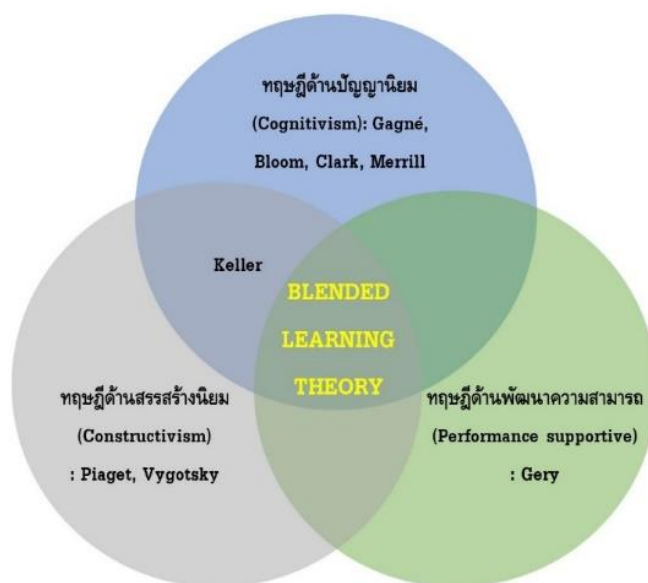 ทฤษฎีด้านปัญญานิยม
(Cognitivism): Gagné,
Bloom, Clark, Merrill
Keller
BLENDED
LEARNING
THEORY
ทฤษฎีด้านสรรสร้างนิยม
(Constructivism)
: Piaget, Vygotsky
ทฤษฎีด้านพัฒนาความสามารถ
(Performance supportive)
: Gery